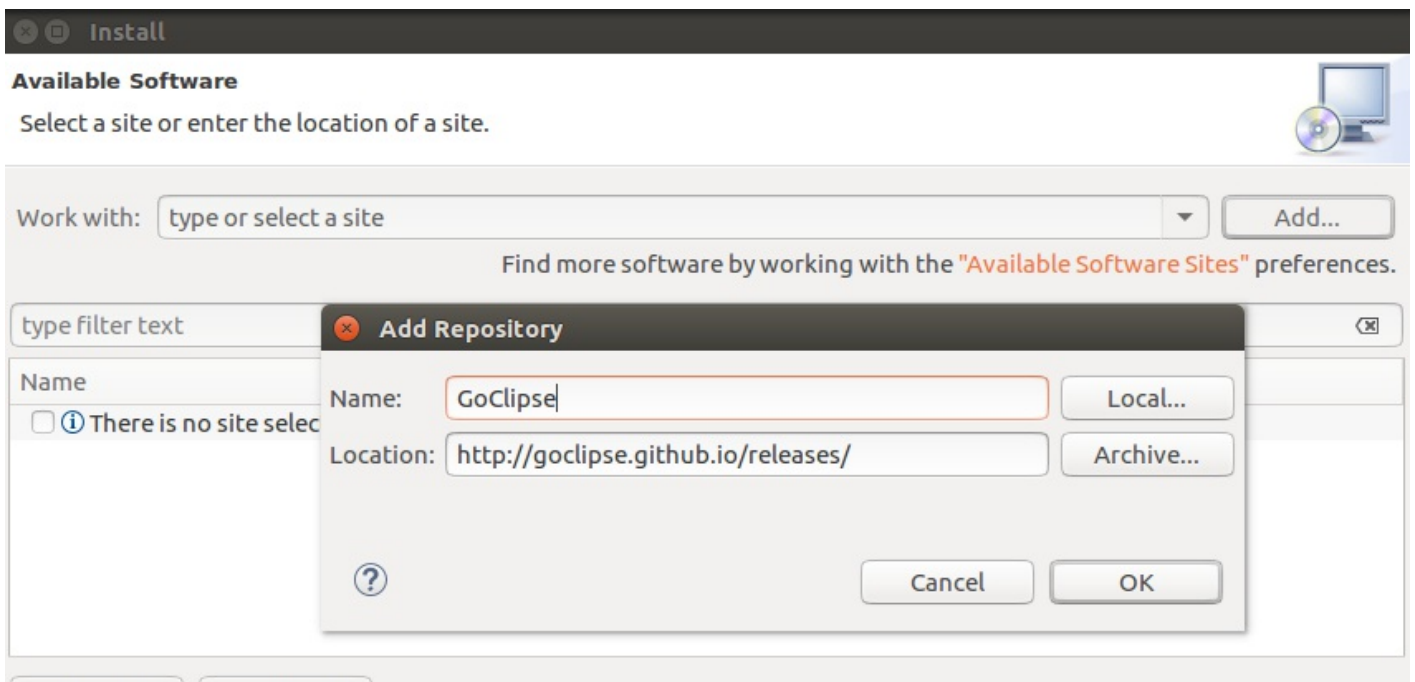 Install
Available Software
Select a site or enter the location of a site.
Work with: type or select a site Add...
Find more software by working with the "Available Software Sites" preferences.
type filter text
Add Repository
Name
Name: GoClipse Local...
There is no site selec
Location: http://goclipse.github.io/releases/ Archive...
? Cancel OK